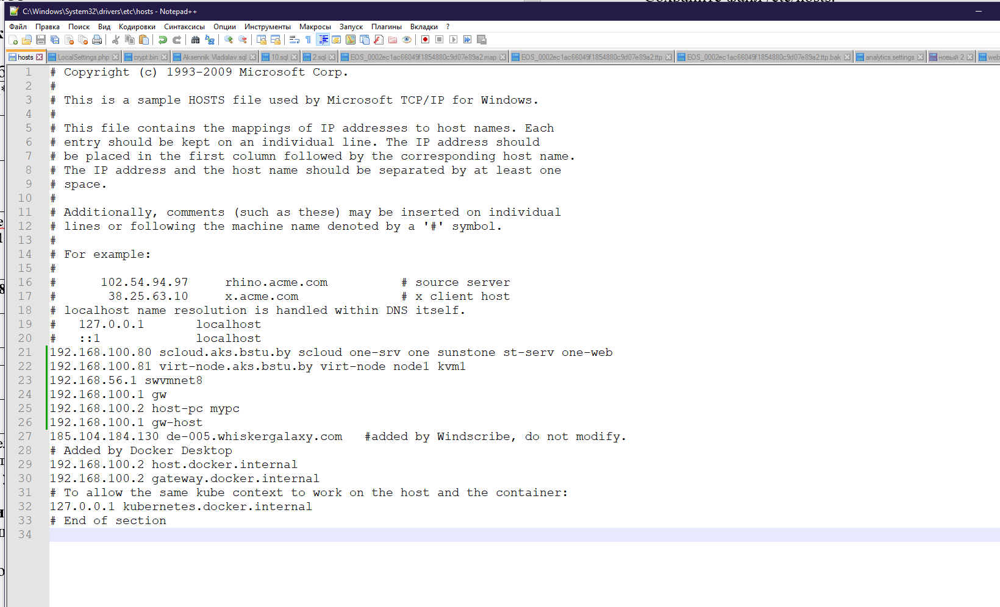 C:\Windows\System32\drivers\etc\hosts - Notepad++
Файл Правка Поиск Вид Кодировки Синтаксисы Опции Инструменты Макросы Запуск Плагины Вкладки ?
hosts LocalSettings.php crypt.bin Aksennik Vladislav.sql 10.sql 2.sql EOS_0002ec1ac66049f1854880c9d07e89a2.map EOS_0002ec1ac66049f1854880c9d07e89a2.ttp EOS_0002ec1ac66049f1854880c9d07e89a2.ttp.bak analytics.settings новый 2 web
1 # Copyright (c) 1993-2009 Microsoft Corp.
2 #
3 # This is a sample HOSTS file used by Microsoft TCP/IP for Windows.
4 #
5 # This file contains the mappings of IP addresses to host names. Each
6 # entry should be kept on an individual line. The IP address should
7 # be placed in the first column followed by the corresponding host name.
8 # The IP address and the host name should be separated by at least one
9 # space.
10 #
11 # Additionally, comments (such as these) may be inserted on individual
12 # lines or following the machine name denoted by a '#' symbol.
13 #
14 # For example:
15 #
16 # 102.54.94.97 rhino.acme.com # source server
17 # 38.25.63.10 x.acme.com # x client host
18 # localhost name resolution is handled within DNS itself.
19 # 127.0.0.1 localhost
20 # ::1 localhost
21 192.168.100.80 scloud.aks.bstu.by scloud one-srv one sunstone st-serv one-web
22 192.168.100.81 virt-node.aks.bstu.by virt-node node1 kvm1
23 192.168.56.1 swvmnet8
24 192.168.100.1 gw
25 192.168.100.2 host-pc mypc
26 192.168.100.1 gw-host
27 185.104.184.130 de-005.whiskergalaxy.com #added by Windscribe, do not modify.
28 # Added by Docker Desktop
29 192.168.100.2 host.docker.internal
30 192.168.100.2 gateway.docker.internal
31 # To allow the same kube context to work on the host and the container:
32 127.0.0.1 kubernetes.docker.internal
33 # End of section
34